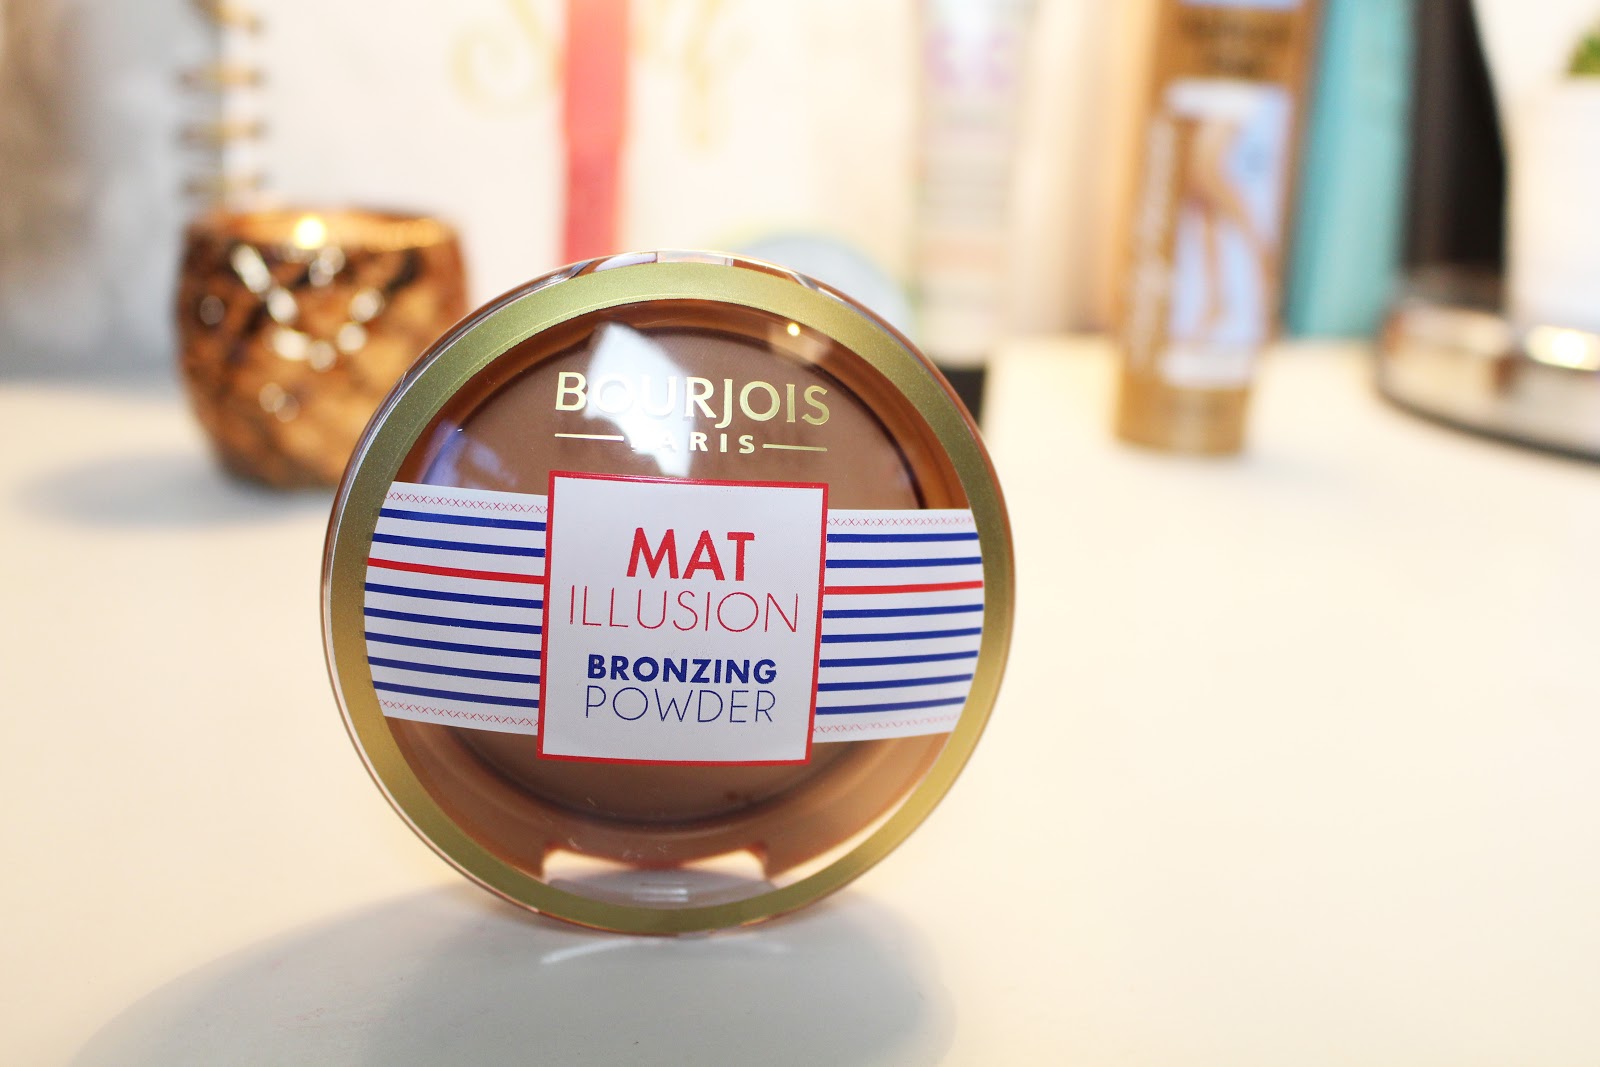 BOURJOIS
PARIS
MAT
ILLUSION
BRONZING
POWDER